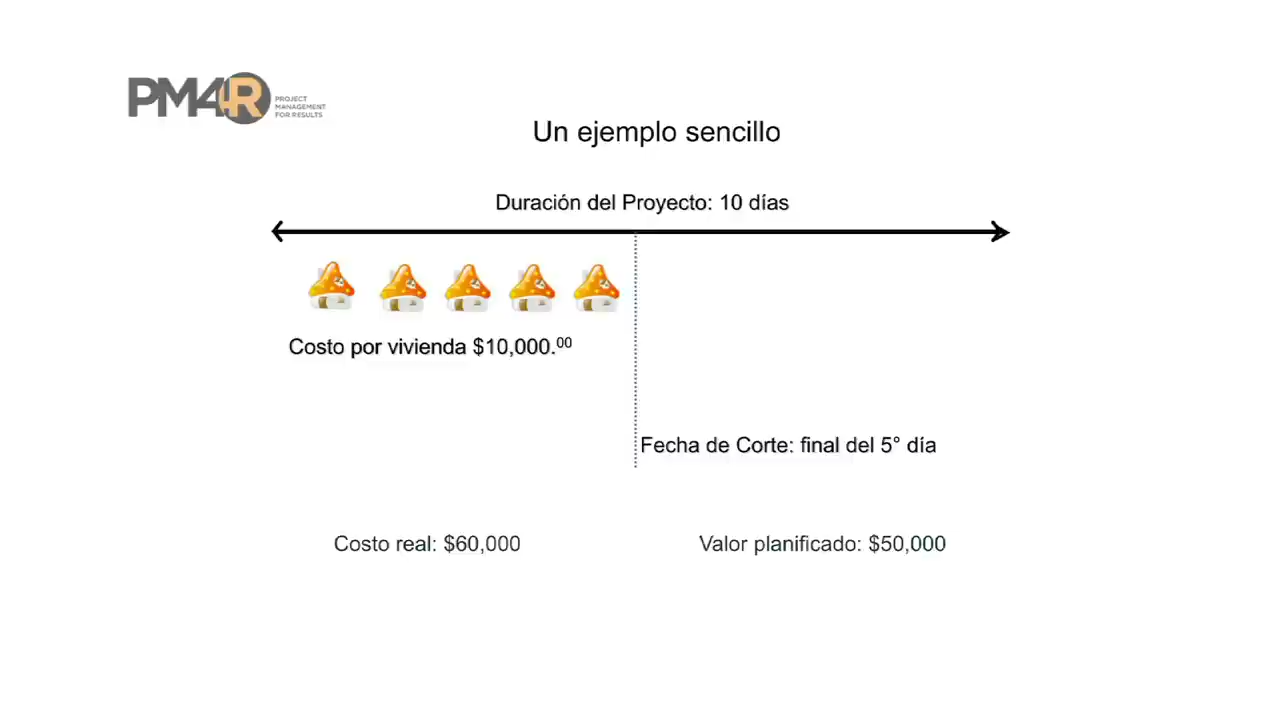 PM4R
PROJECT
MANAGEMENT
FOR RESULTS
Un ejemplo sencillo
Duración del Proyecto: 10 días
Costo por vivienda $10,000.00
Fecha de Corte: final del 5° día
Costo real: $60,000
Valor planificado: $50,000